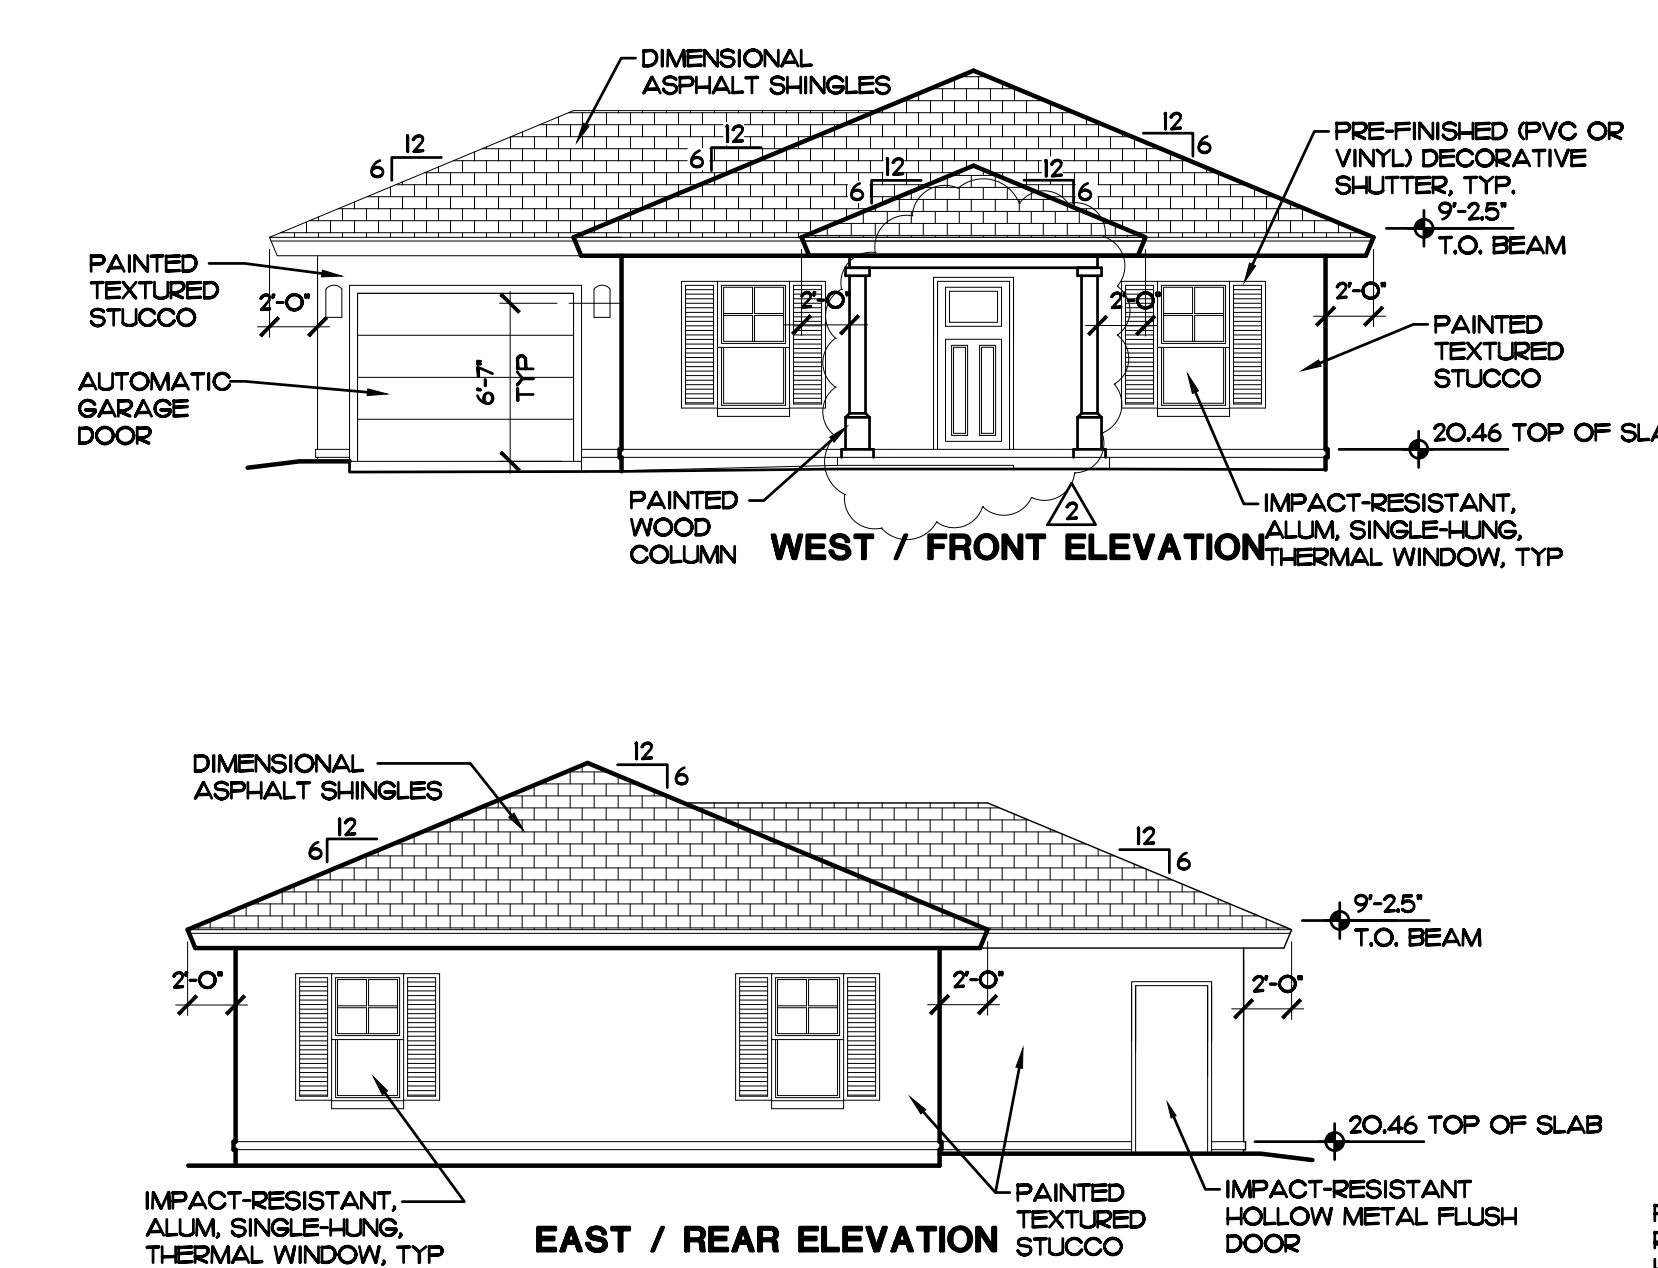 DIMENSIONAL
ASPHALT SHINGLES
12
6
12
6
12
6
12
6
12
6
PRE-FINISHED (PVC OR
VINYL) DECORATIVE
SHUTTER, TYP.
9'-2.5"
T.O. BEAM
PAINTED
TEXTURED
STUCCO
2'-0"
2'-0"
2'-0"
2'-0"
PAINTED
TEXTURED
STUCCO
AUTOMATIC
GARAGE
DOOR
6'-7"
TYP
20.46 TOP OF SLA
PAINTED
WOOD
COLUMN
2
IMPACT-RESISTANT,
ALUM, SINGLE-HUNG,
THERMAL WINDOW, TYP
WEST / FRONT ELEVATION
DIMENSIONAL
ASPHALT SHINGLES
12
6
12
6
12
6
9'-2.5"
T.O. BEAM
2'-0"
2'-0"
2'-0"
20.46 TOP OF SLAB
IMPACT-RESISTANT,
ALUM, SINGLE-HUNG,
THERMAL WINDOW, TYP
EAST / REAR ELEVATION
PAINTED
TEXTURED
STUCCO
IMPACT-RESISTANT
HOLLOW METAL FLUSH
DOOR